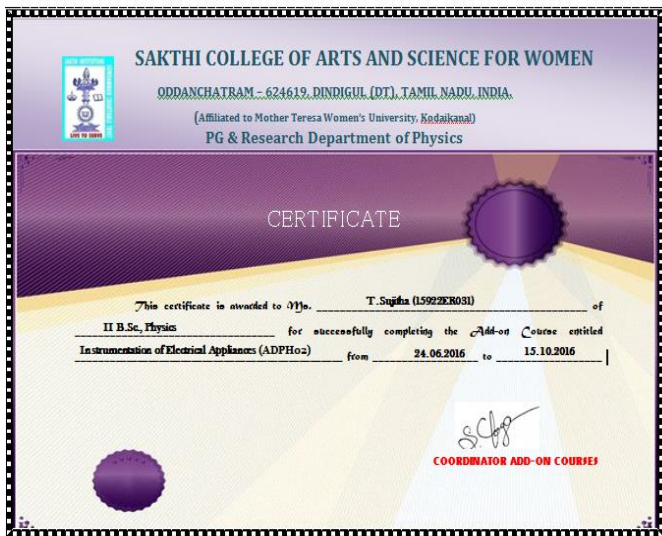 SAKTHI COLLEGE OF ARTS AND SCIENCE FOR WOMEN
ODDANCHATRAM – 624619, DINDIGUL (DT), TAMIL NADU, INDIA.
(Affiliated to Mother Teresa Women's University, Kodaikanal)
PG & Research Department of Physics
LIVE TO SERVE
CERTIFICATE
This certificate is awarded to Ms. T.Sujitha (15922ER031) of
II B.Sc., Physics for successfully completing the Add-on Course entitled
Instrumentation of Electrical Appliances (ADPH02) from 24.06.2016 to 15.10.2016
COORDINATOR ADD-ON COURSES